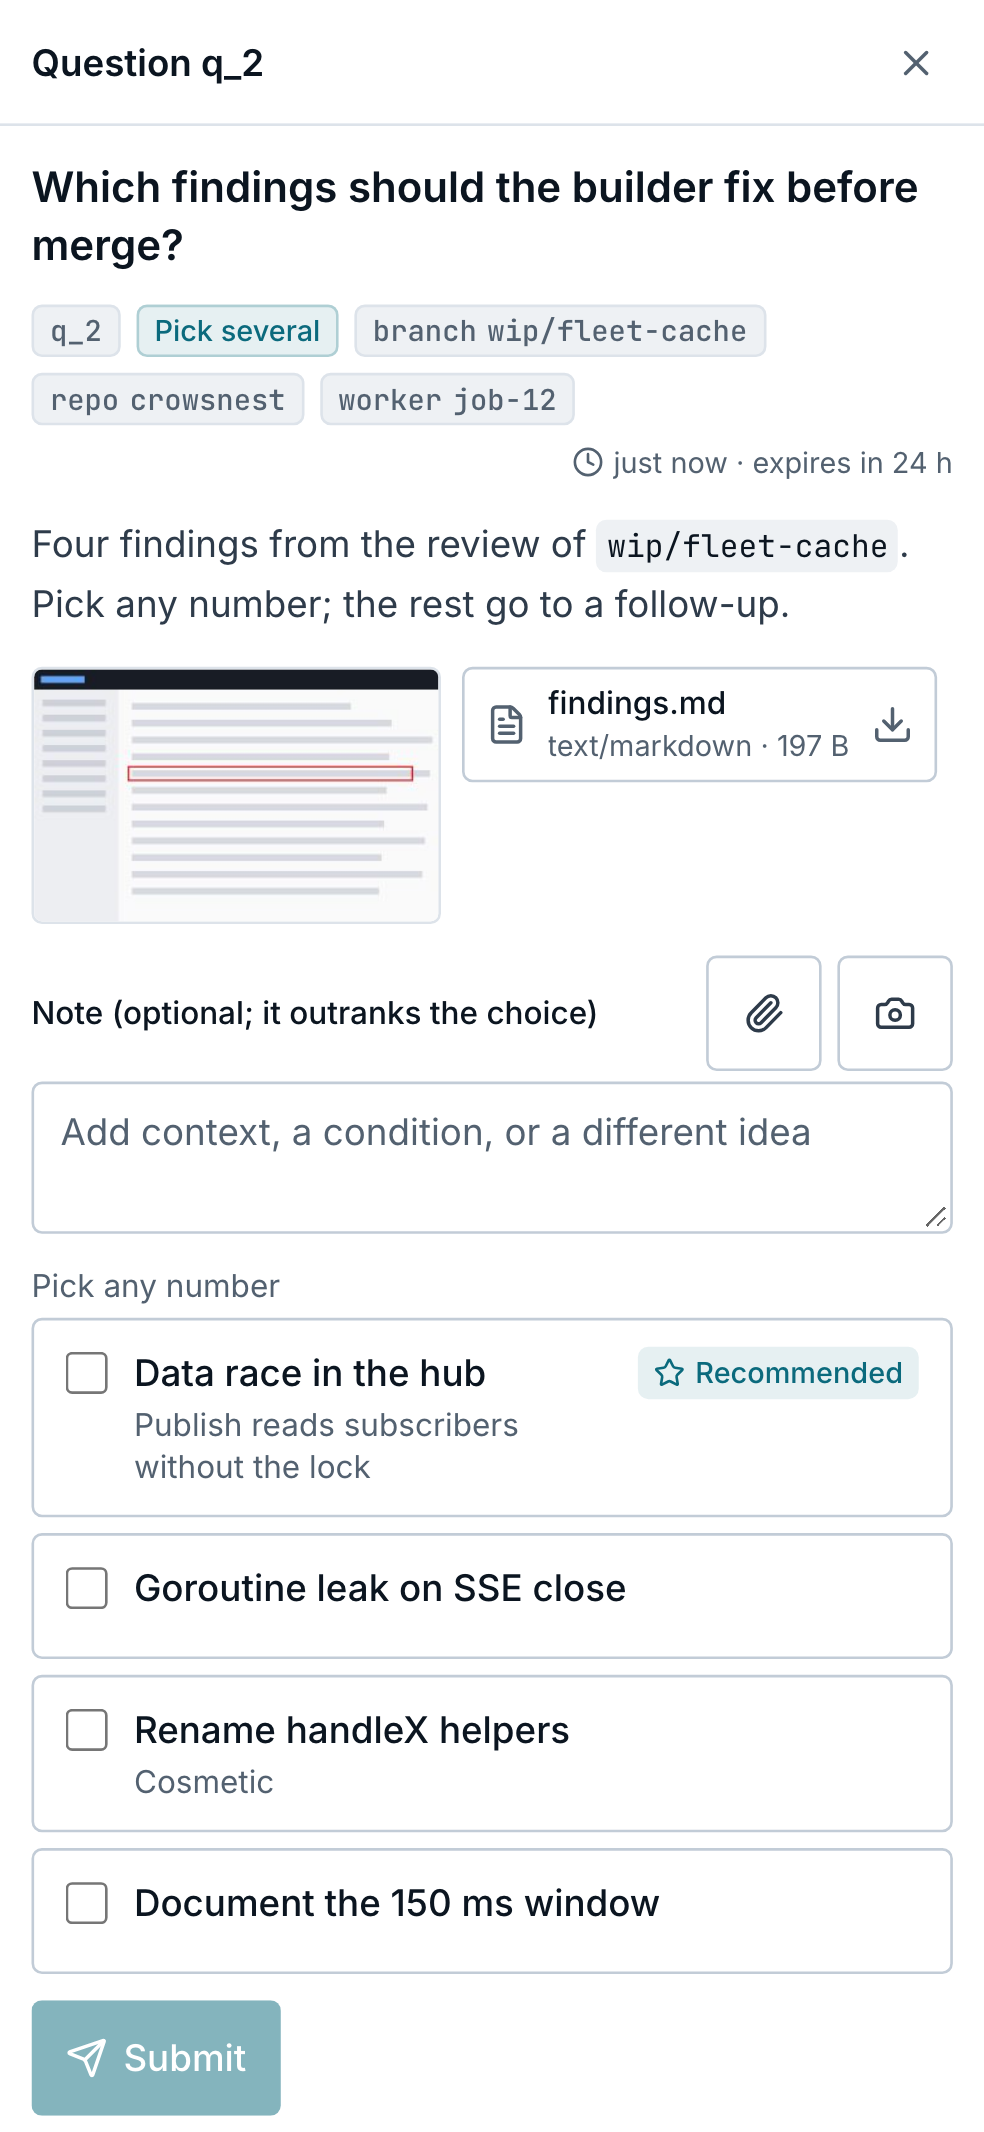 Question q_2
Which findings should the builder fix before
merge?
q_2 Pick several branch wip/fleet-cache
repo crowsnest worker job-12
just now · expires in 24 h
Four findings from the review of wip/fleet-cache.
Pick any number; the rest go to a follow-up.
findings.md
text/markdown · 197 B
Note (optional; it outranks the choice)
Add context, a condition, or a different idea
Pick any number
Data race in the hub Recommended
Publish reads subscribers
without the lock
Goroutine leak on SSE close
Rename handleX helpers
Cosmetic
Document the 150 ms window
Submit